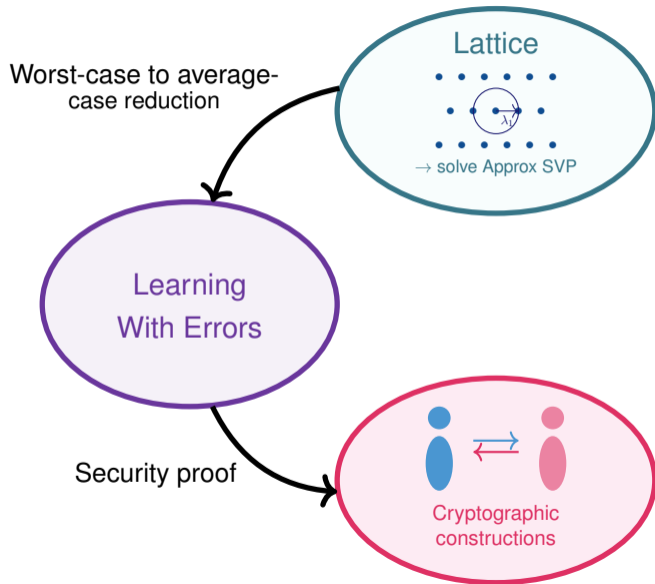 Lattice
Worst-case to average-
case reduction
λ₁
→ solve Approx SVP
Learning
With Errors
Security proof
Cryptographic
constructions